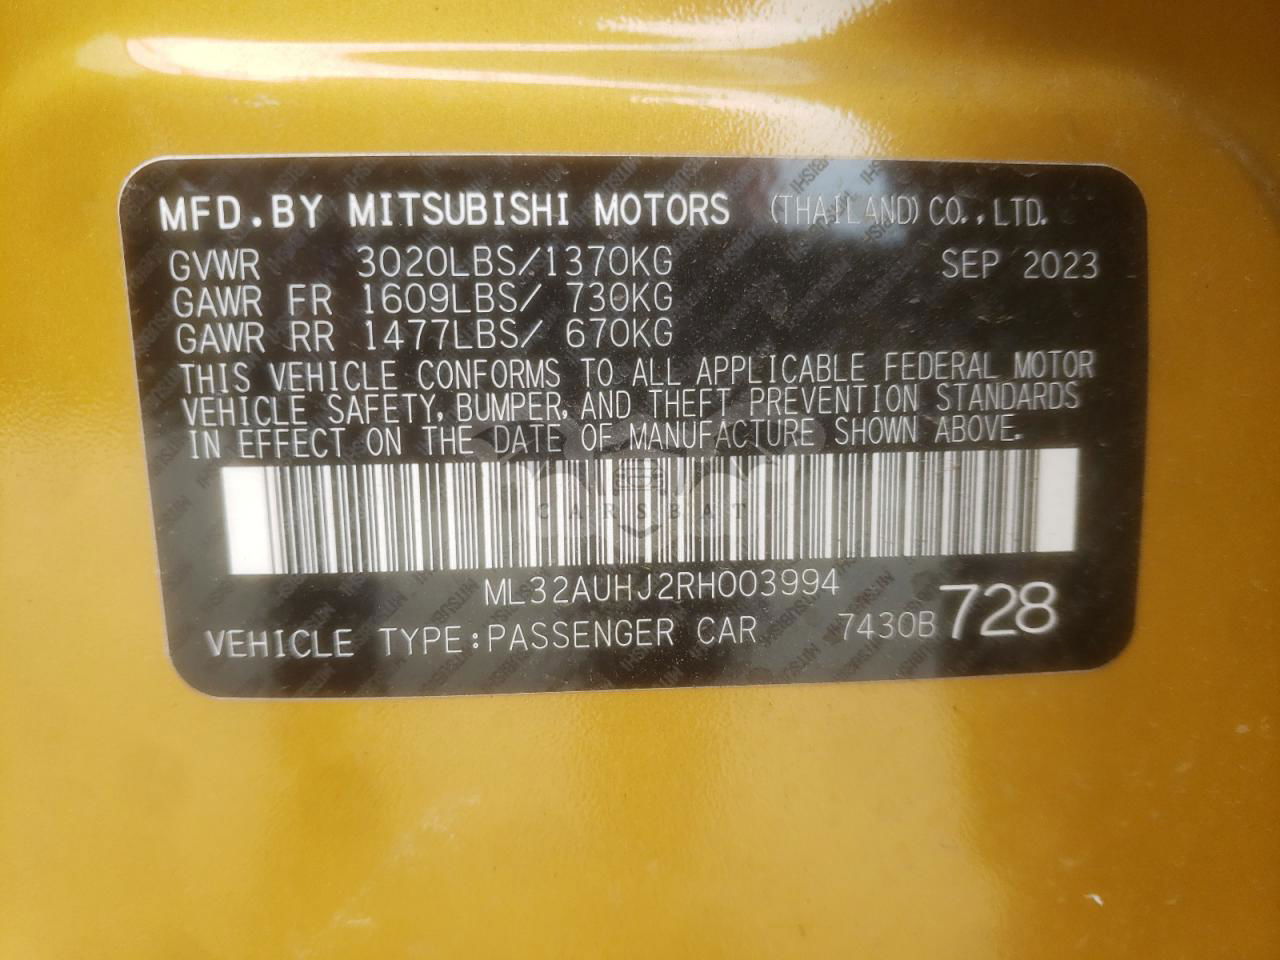 MFD.BY MITSUBISHI MOTORS (THAILAND)CO.,LTD.
GVWR 3020LBS/1370KG SEP 2023
GAWR FR 1609LBS/ 730KG
GAWR RR 1477LBS/ 670KG
THIS VEHICLE CONFORMS TO ALL APPLICABLE FEDERAL MOTOR
VEHICLE SAFETY, BUMPER, AND THEFT PREVENTION STANDARDS
IN EFFECT ON THE DATE OF MANUFACTURE SHOWN ABOVE.
CARSBAT
ML32AUHJ2RH003994
VEHICLE TYPE:PASSENGER CAR 7430B 728